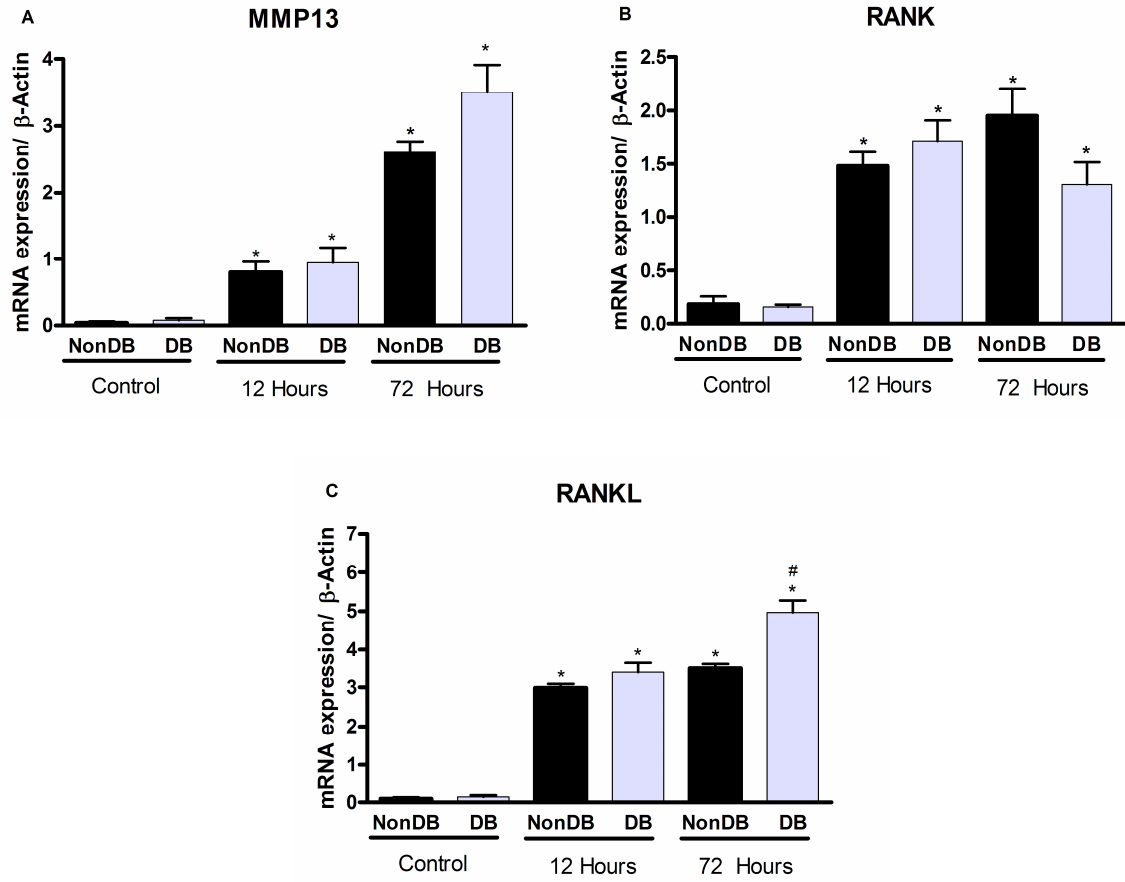 A
MMP13
mRNA expression/ β-Actin
4
3
2
1
0
*
*
*
*
NonDB DB NonDB DB NonDB DB
Control 12 Hours 72 Hours
B
RANK
mRNA expression/ β-Actin
2.5
2.0
1.5
1.0
0.5
0.0
*
*
*
*
NonDB DB NonDB DB NonDB DB
Control 12 Hours 72 Hours
C
RANKL
mRNA expression/ β-Actin
7
6
5
4
3
2
1
0
*
*
*
#
*
NonDB DB NonDB DB NonDB DB
Control 12 Hours 72 Hours